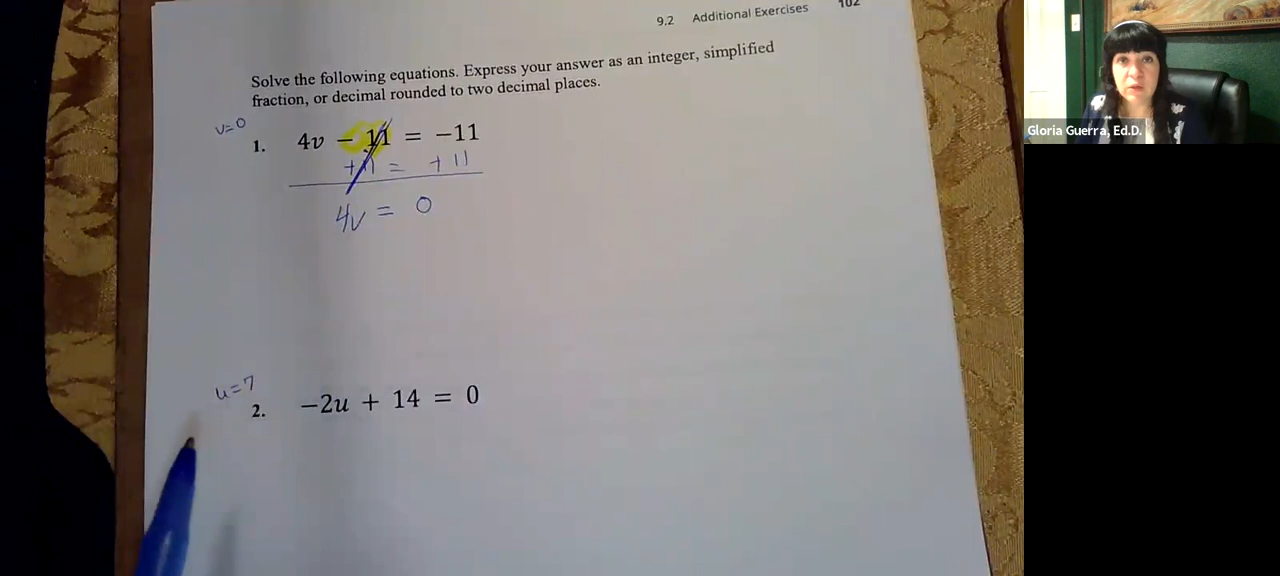 9.2 Additional Exercises 102
Solve the following equations. Express your answer as an integer, simplified
fraction, or decimal rounded to two decimal places.
v=0
1. 4v − 11 = −11
+11 = +11
4v = 0
u=7
2. −2u + 14 = 0
Gloria Guerra, Ed.D.